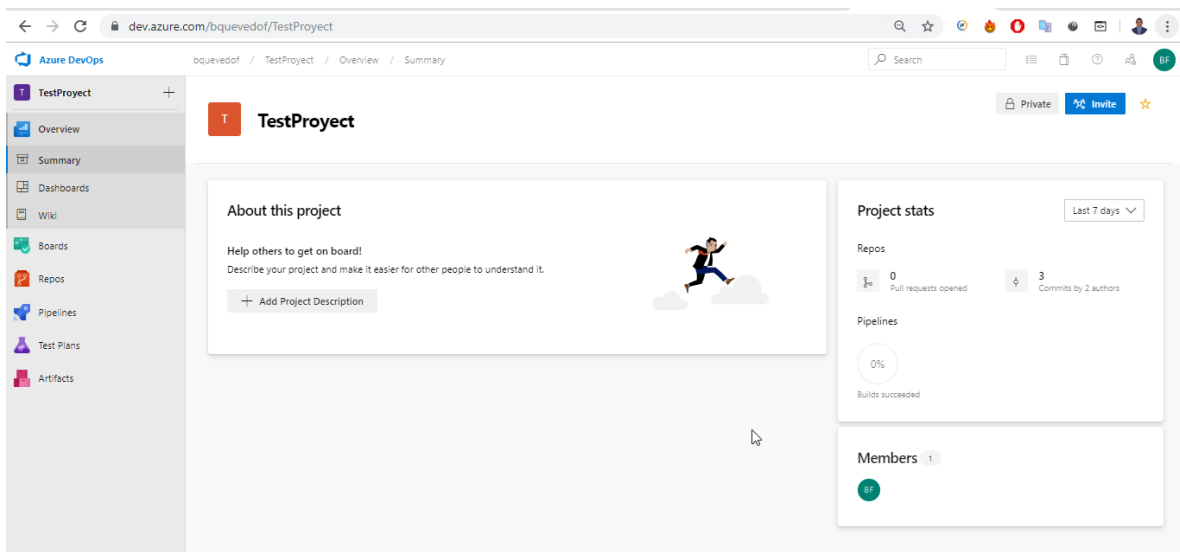 dev.azure.com/bquevedof/TestProyect
Azure DevOps
bquevedof / TestProyect / Overview / Summary
Search
BF
T TestProyect
Overview
Summary
Dashboards
Wiki
Boards
Repos
Pipelines
Test Plans
Artifacts
T TestProyect
Private
Invite
About this project
Help others to get on board!
Describe your project and make it easier for other people to understand it.
+ Add Project Description
Project stats
Last 7 days
Repos
0
Pull requests opened
3
Commits by 2 authors
Pipelines
0%
Builds succeeded
Members 1
BF